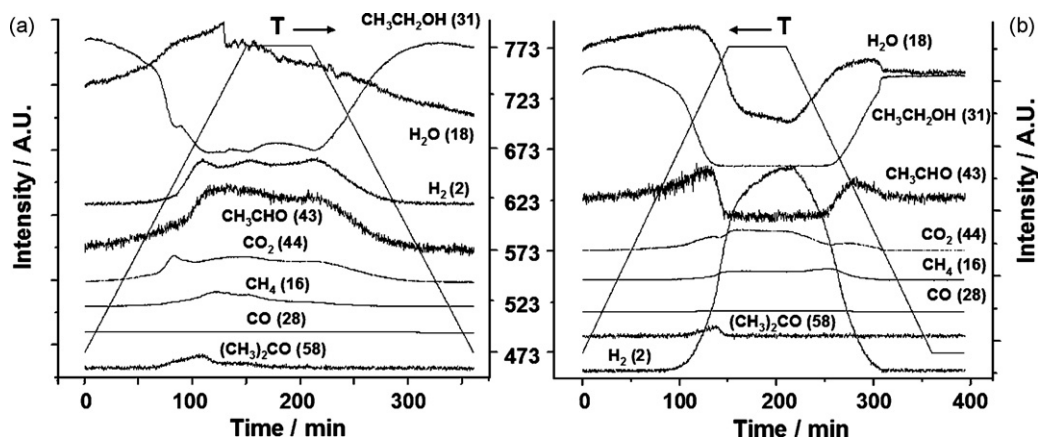 (a)
T
CH₃CH₂OH (31)
H₂O (18)
H₂ (2)
CH₃CHO (43)
CO₂ (44)
CH₄ (16)
CO (28)
(CH₃)₂CO (58)
Intensity / A.U.
0 100 200 300
Time / min
773
723
673
623
573
523
473
(b)
T
H₂O (18)
CH₃CH₂OH (31)
CH₃CHO (43)
CO₂ (44)
CH₄ (16)
CO (28)
(CH₃)₂CO (58)
H₂ (2)
Intensity / A.U.
0 100 200 300 400
Time / min